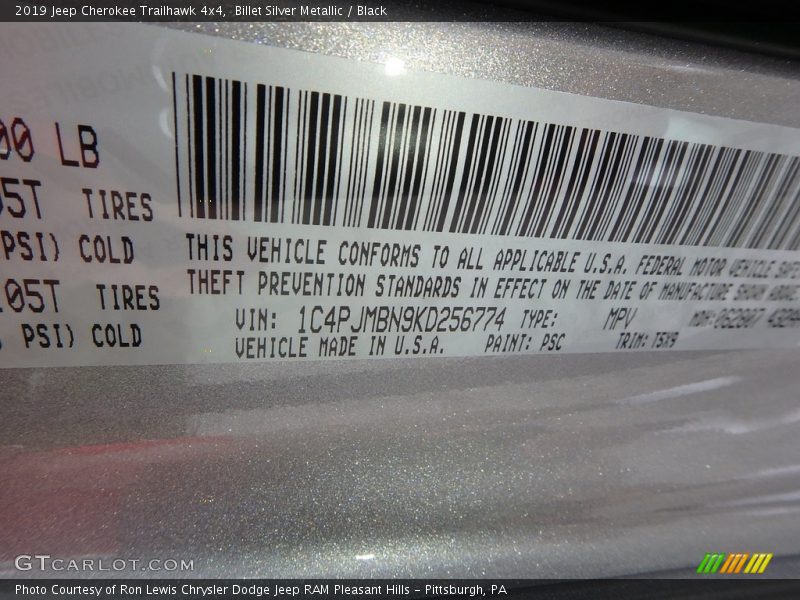 2019 Jeep Cherokee Trailhawk 4x4, Billet Silver Metallic / Black
00 LB
05T TIRES
PSI) COLD
105T TIRES
PSI) COLD
THIS VEHICLE CONFORMS TO ALL APPLICABLE U.S.A. FEDERAL MOTOR VEHICLE SAFE
THEFT PREVENTION STANDARDS IN EFFECT ON THE DATE OF MANUFACTURE SHOWN ABOVE.
VIN: 1C4PJMBN9KD256774 TYPE: MPV MDH:
VEHICLE MADE IN U.S.A. PAINT: PSC TRIM:
GTCARLOT.COM
Photo Courtesy of Ron Lewis Chrysler Dodge Jeep RAM Pleasant Hills – Pittsburgh, PA